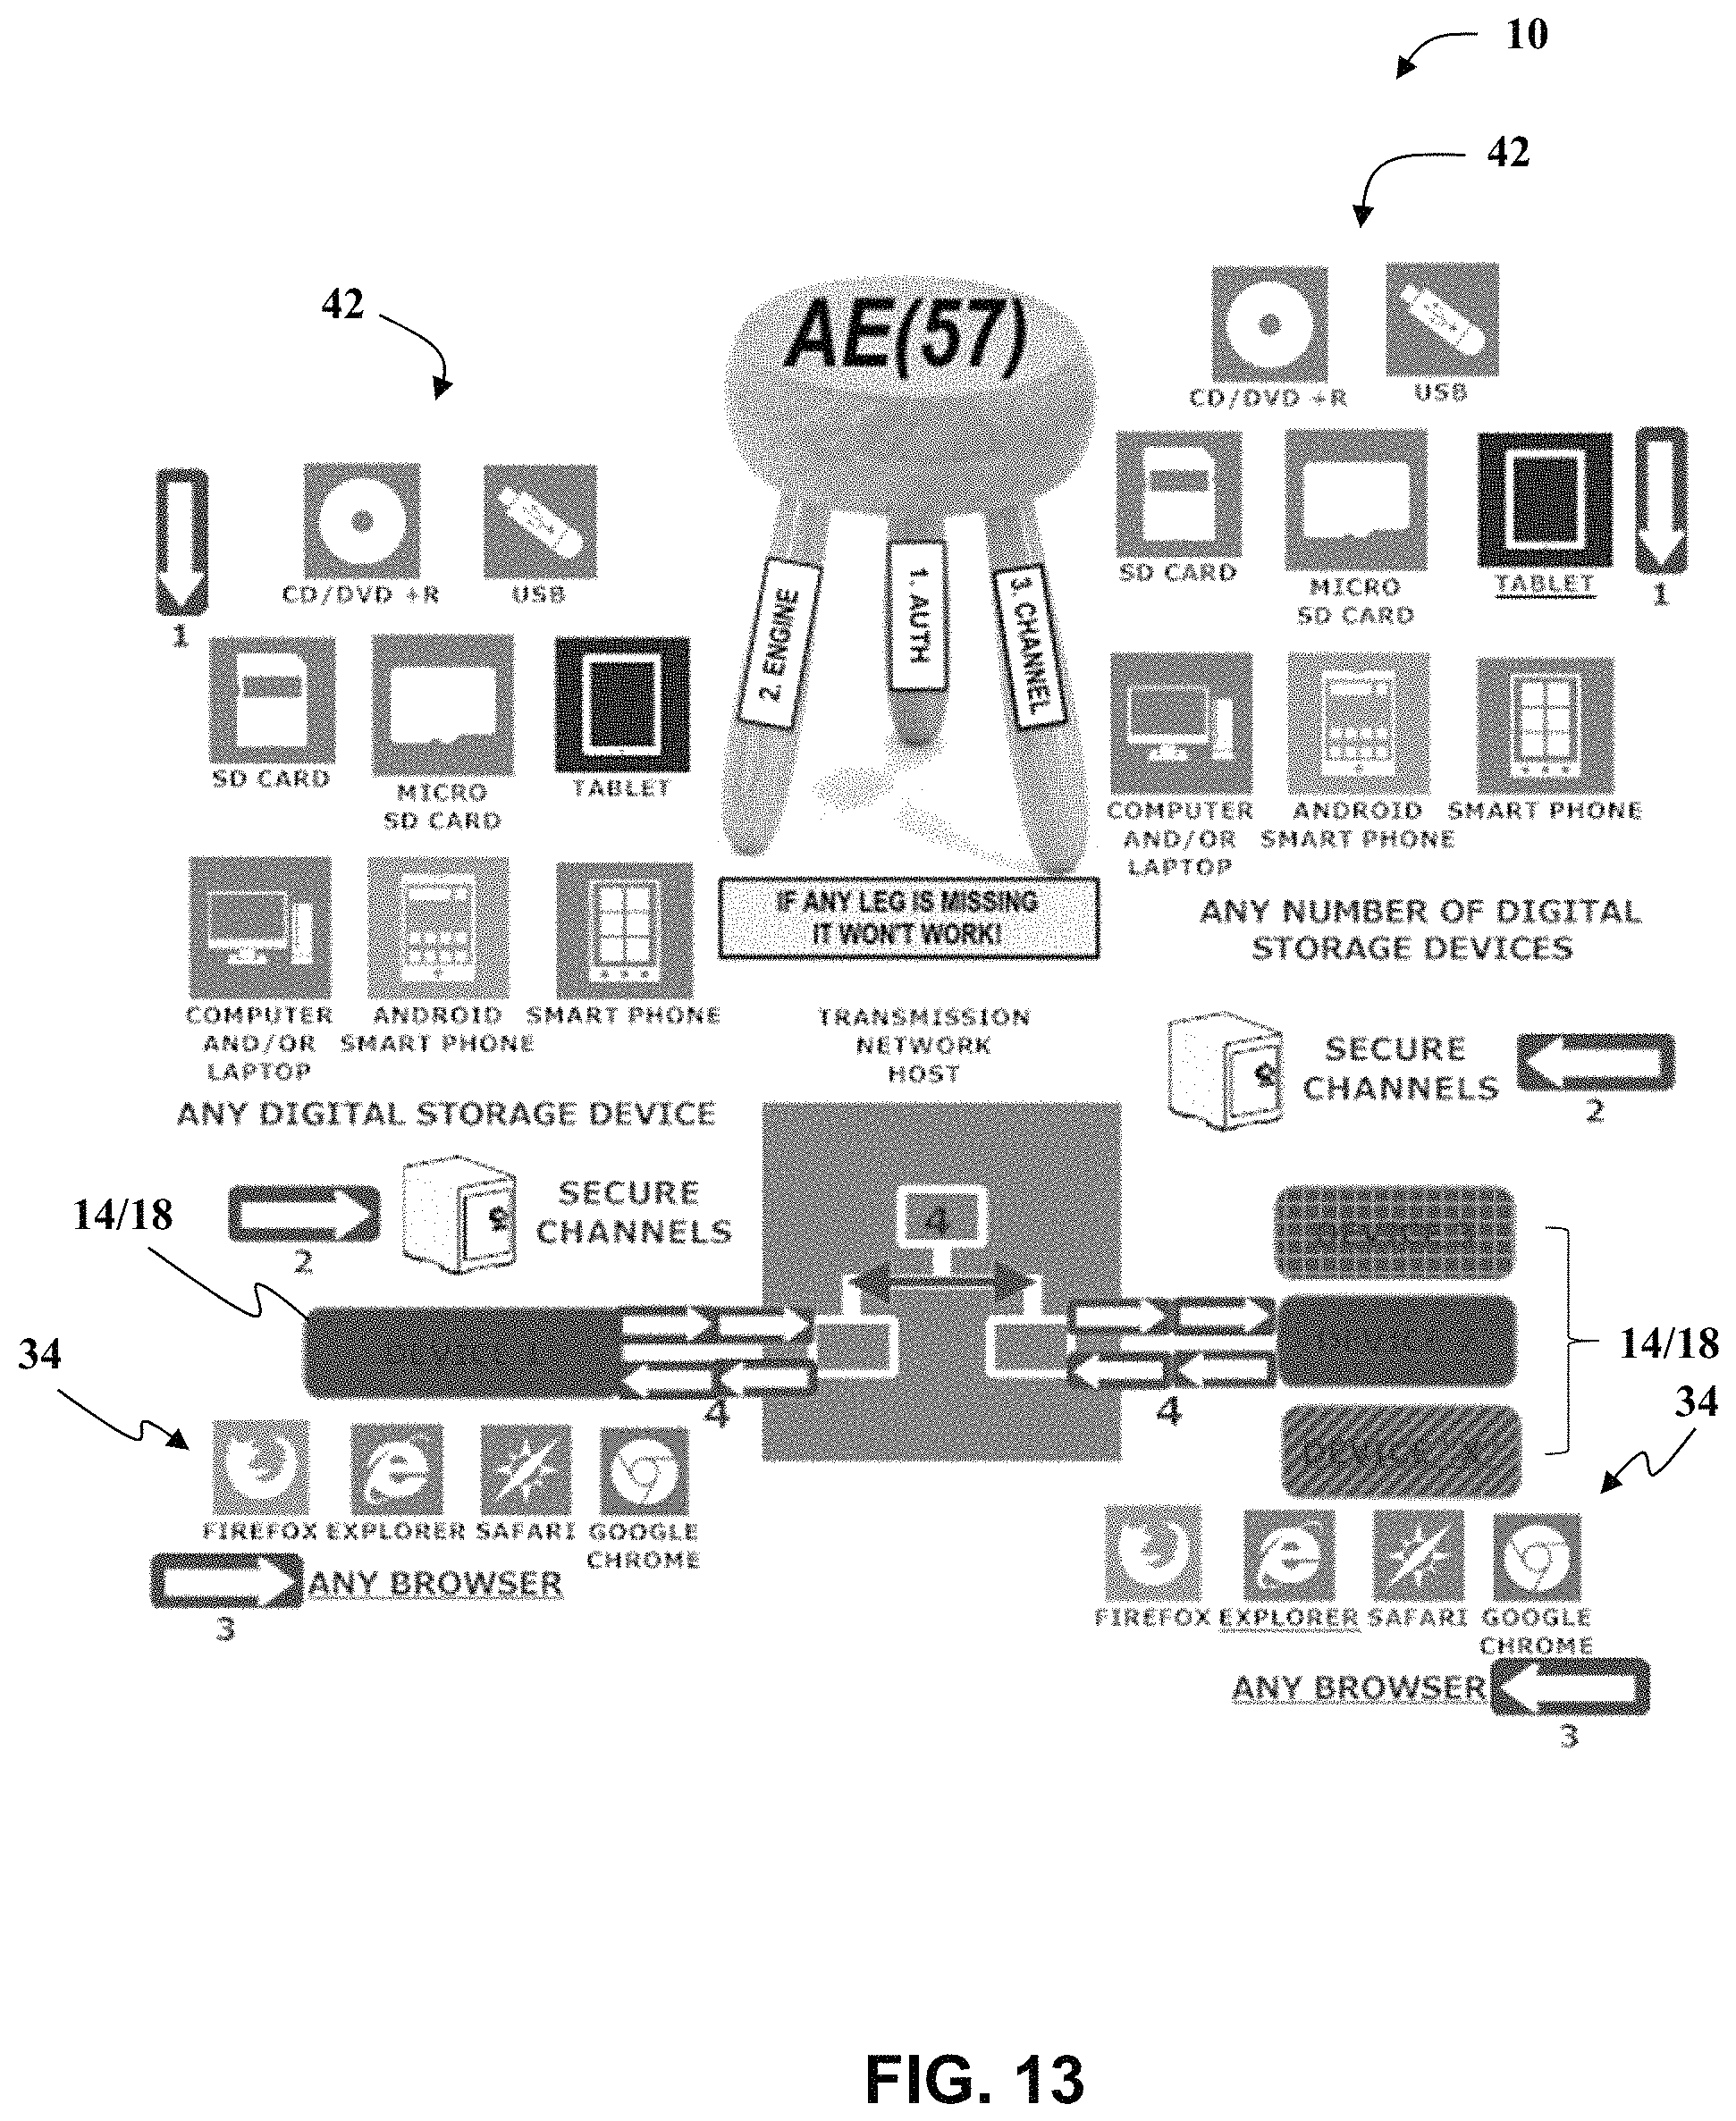 10
42
42
AE(57)
CD/DVD +R
USB
SD CARD
MICRO
SD CARD
TABLET
1
COMPUTER
AND/OR
LAPTOP
ANDROID
SMART PHONE
SMART PHONE
ANY NUMBER OF DIGITAL
STORAGE DEVICES
1
CD/DVD +R
USB
SD CARD
MICRO
SD CARD
TABLET
COMPUTER
AND/OR
LAPTOP
ANDROID
SMART PHONE
SMART PHONE
ANY DIGITAL STORAGE DEVICE
2. ENGINE
1. AUTH
3. CHANNEL
IF ANY LEG IS MISSING
IT WON'T WORK!
TRANSMISSION
NETWORK
HOST
SECURE
CHANNELS
2
SECURE
CHANNELS
2
14/18
4
4
4
DEVICE X
14/18
34
34
FIREFOX
EXPLORER
SAFARI
GOOGLE
CHROME
ANY BROWSER
3
FIREFOX
EXPLORER
SAFARI
GOOGLE
CHROME
ANY BROWSER
3
FIG. 13